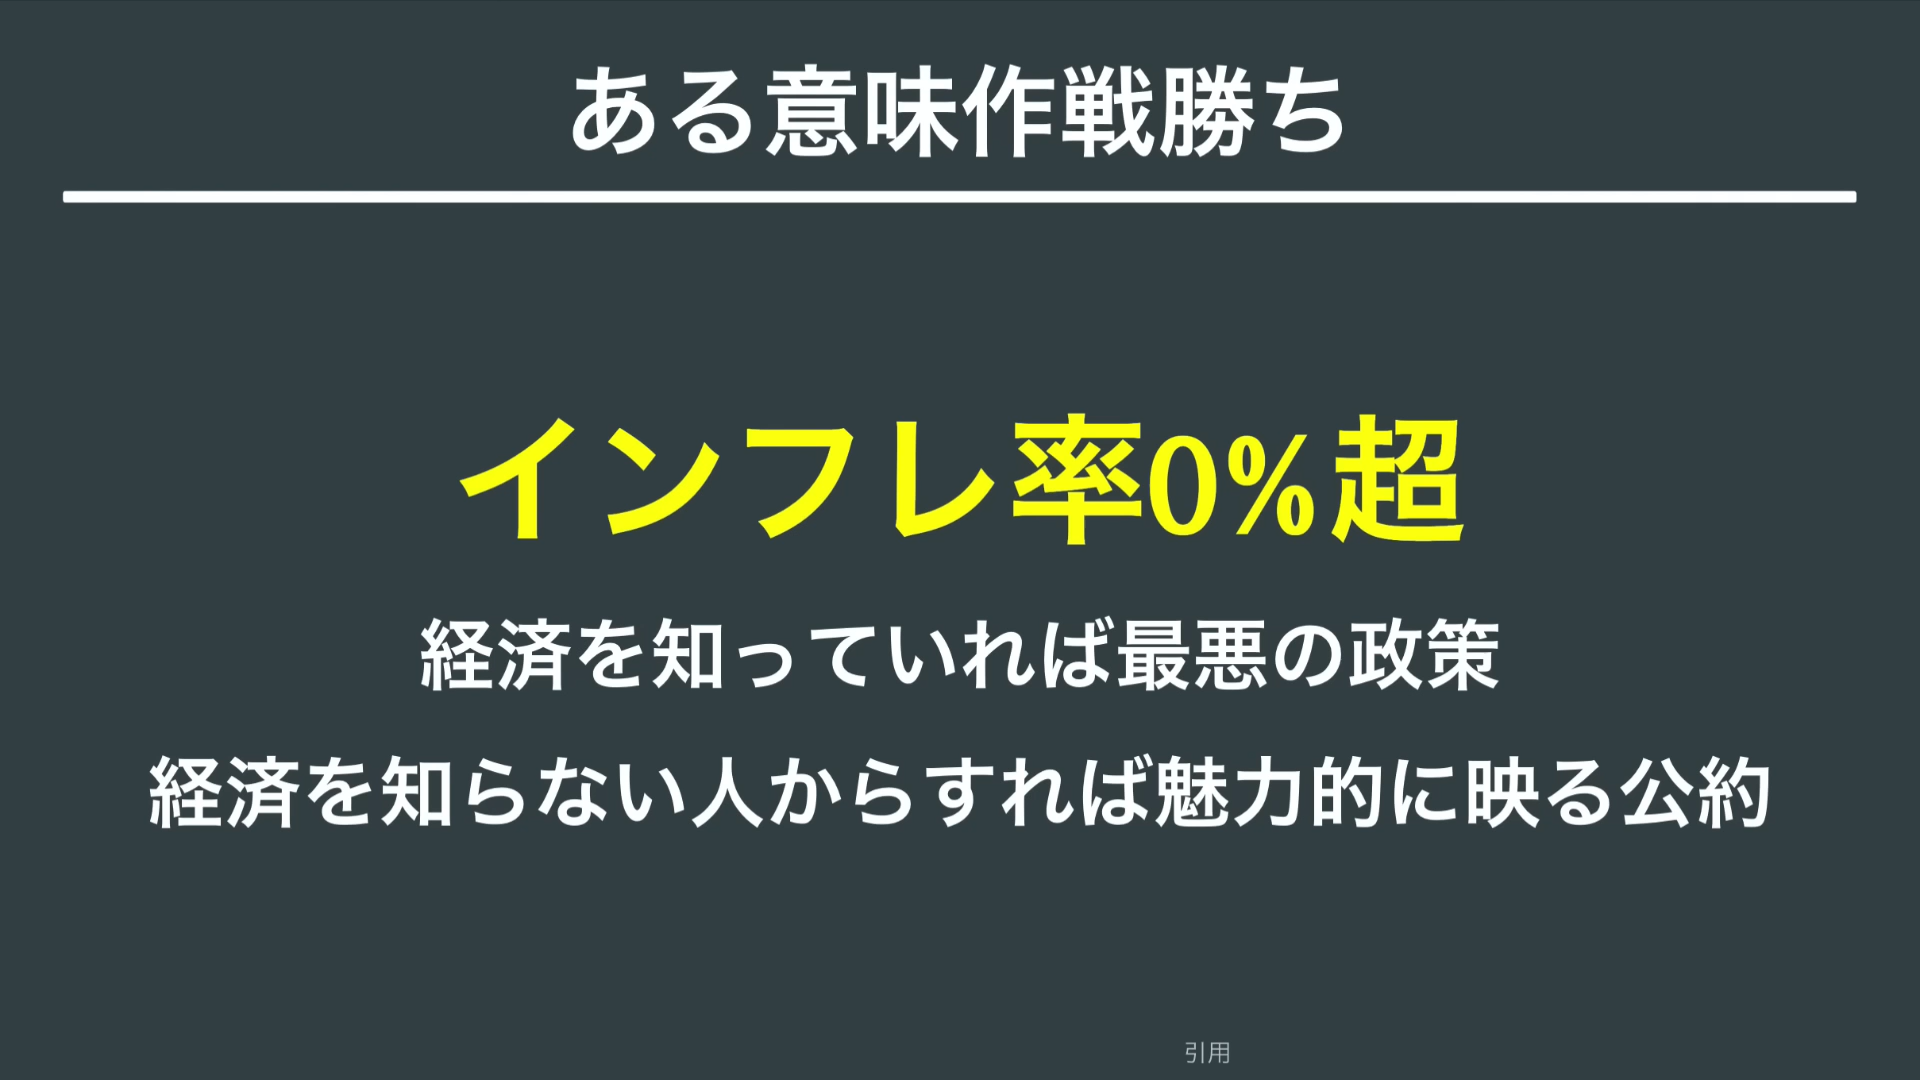 ある意味作戦勝ち
インフレ率0%超
経済を知っていれば最悪の政策
経済を知らない人からすれば魅力的に映る公約
引用